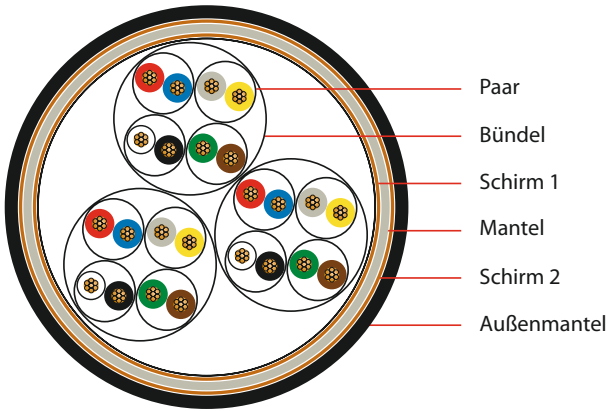 Paar
Bündel
Schirm 1
Mantel
Schirm 2
Außenmantel